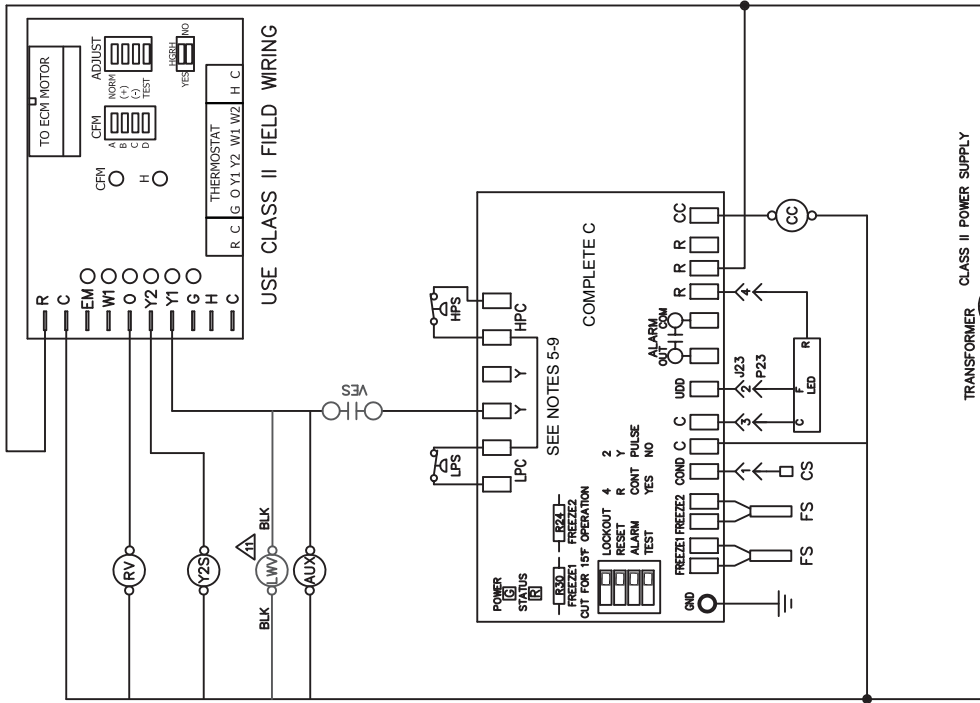 TO ECM MOTOR
ADJUST
NORM
(+)
(-)
TEST
NO
HGRH
YES
CFM
A
B
C
D
CFM
H
THERMOSTAT
R C
G O Y1 Y2 W1 W2
H C
R
C
EM
W1
O
Y2
Y1
G
H
C
USE CLASS II FIELD WIRING
RV
Y2S
11
BLK
LWV
BLK
AUX
VES
HPS
LPS
HPC
Y
Y
LPC
SEE NOTES 5-9
COMPLETE C
CC
R
R
R
CC
ALARM
OUT COM
UDD
C
C
COND
FREEZE2
FREEZE1
GND
4
J23
2
P23
3
1
R
F
LED
C
CS
FS
FS
POWER
G
STATUS
R
R30
R24
FREEZE1 FREEZE2
CUT FOR 15°F OPERATION
LOCKOUT 4 2
RESET R Y
ALARM CONT PULSE
TEST YES NO
CLASS II POWER SUPPLY
TRANSFORMER